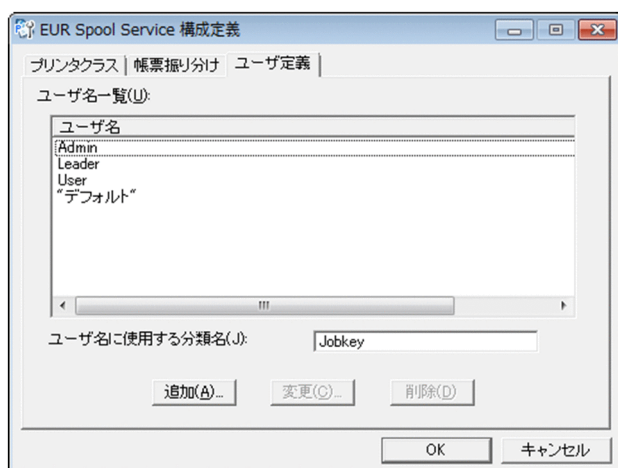 EUR Spool Service 構成定義
プリンタクラス 帳票振り分け ユーザ定義
ユーザ名一覧(U):
ユーザ名
Admin
Leader
User
"デフォルト"
ユーザ名に使用する分類名(J): Jobkey
追加(A)... 変更(C)... 削除(D)
OK キャンセル